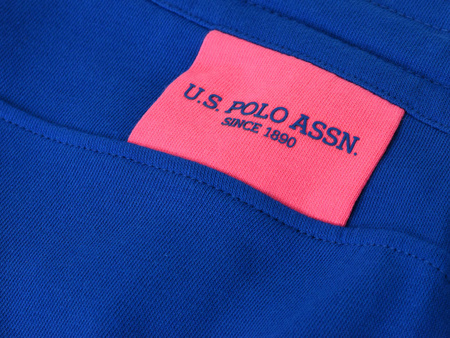 U.S. POLO ASSN.
SINCE 1890